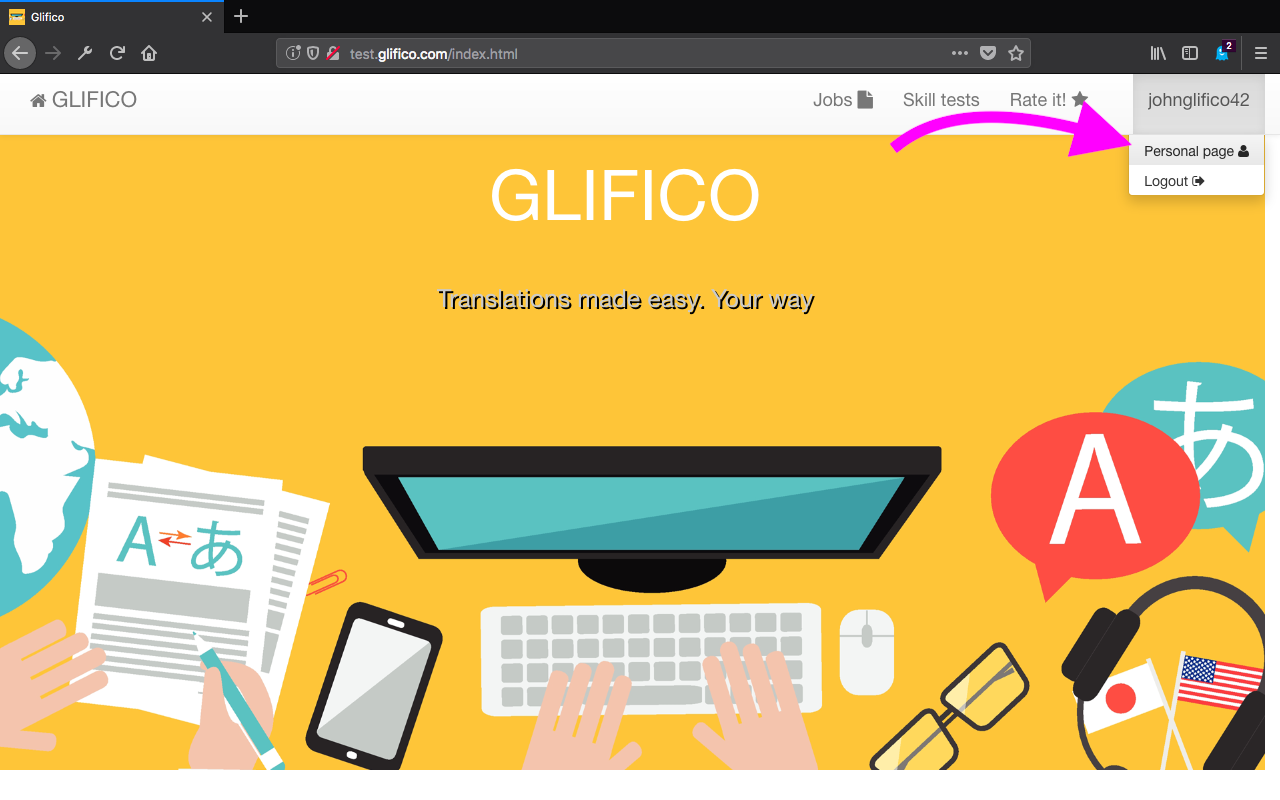 Glifico
2
test.glifico.com/index.html
GLIFICO
Jobs
Skill tests
Rate it!
johnglifico42
Personal page
Logout
GLIFICO
Translations made easy. Your way
あ
A
A
あ